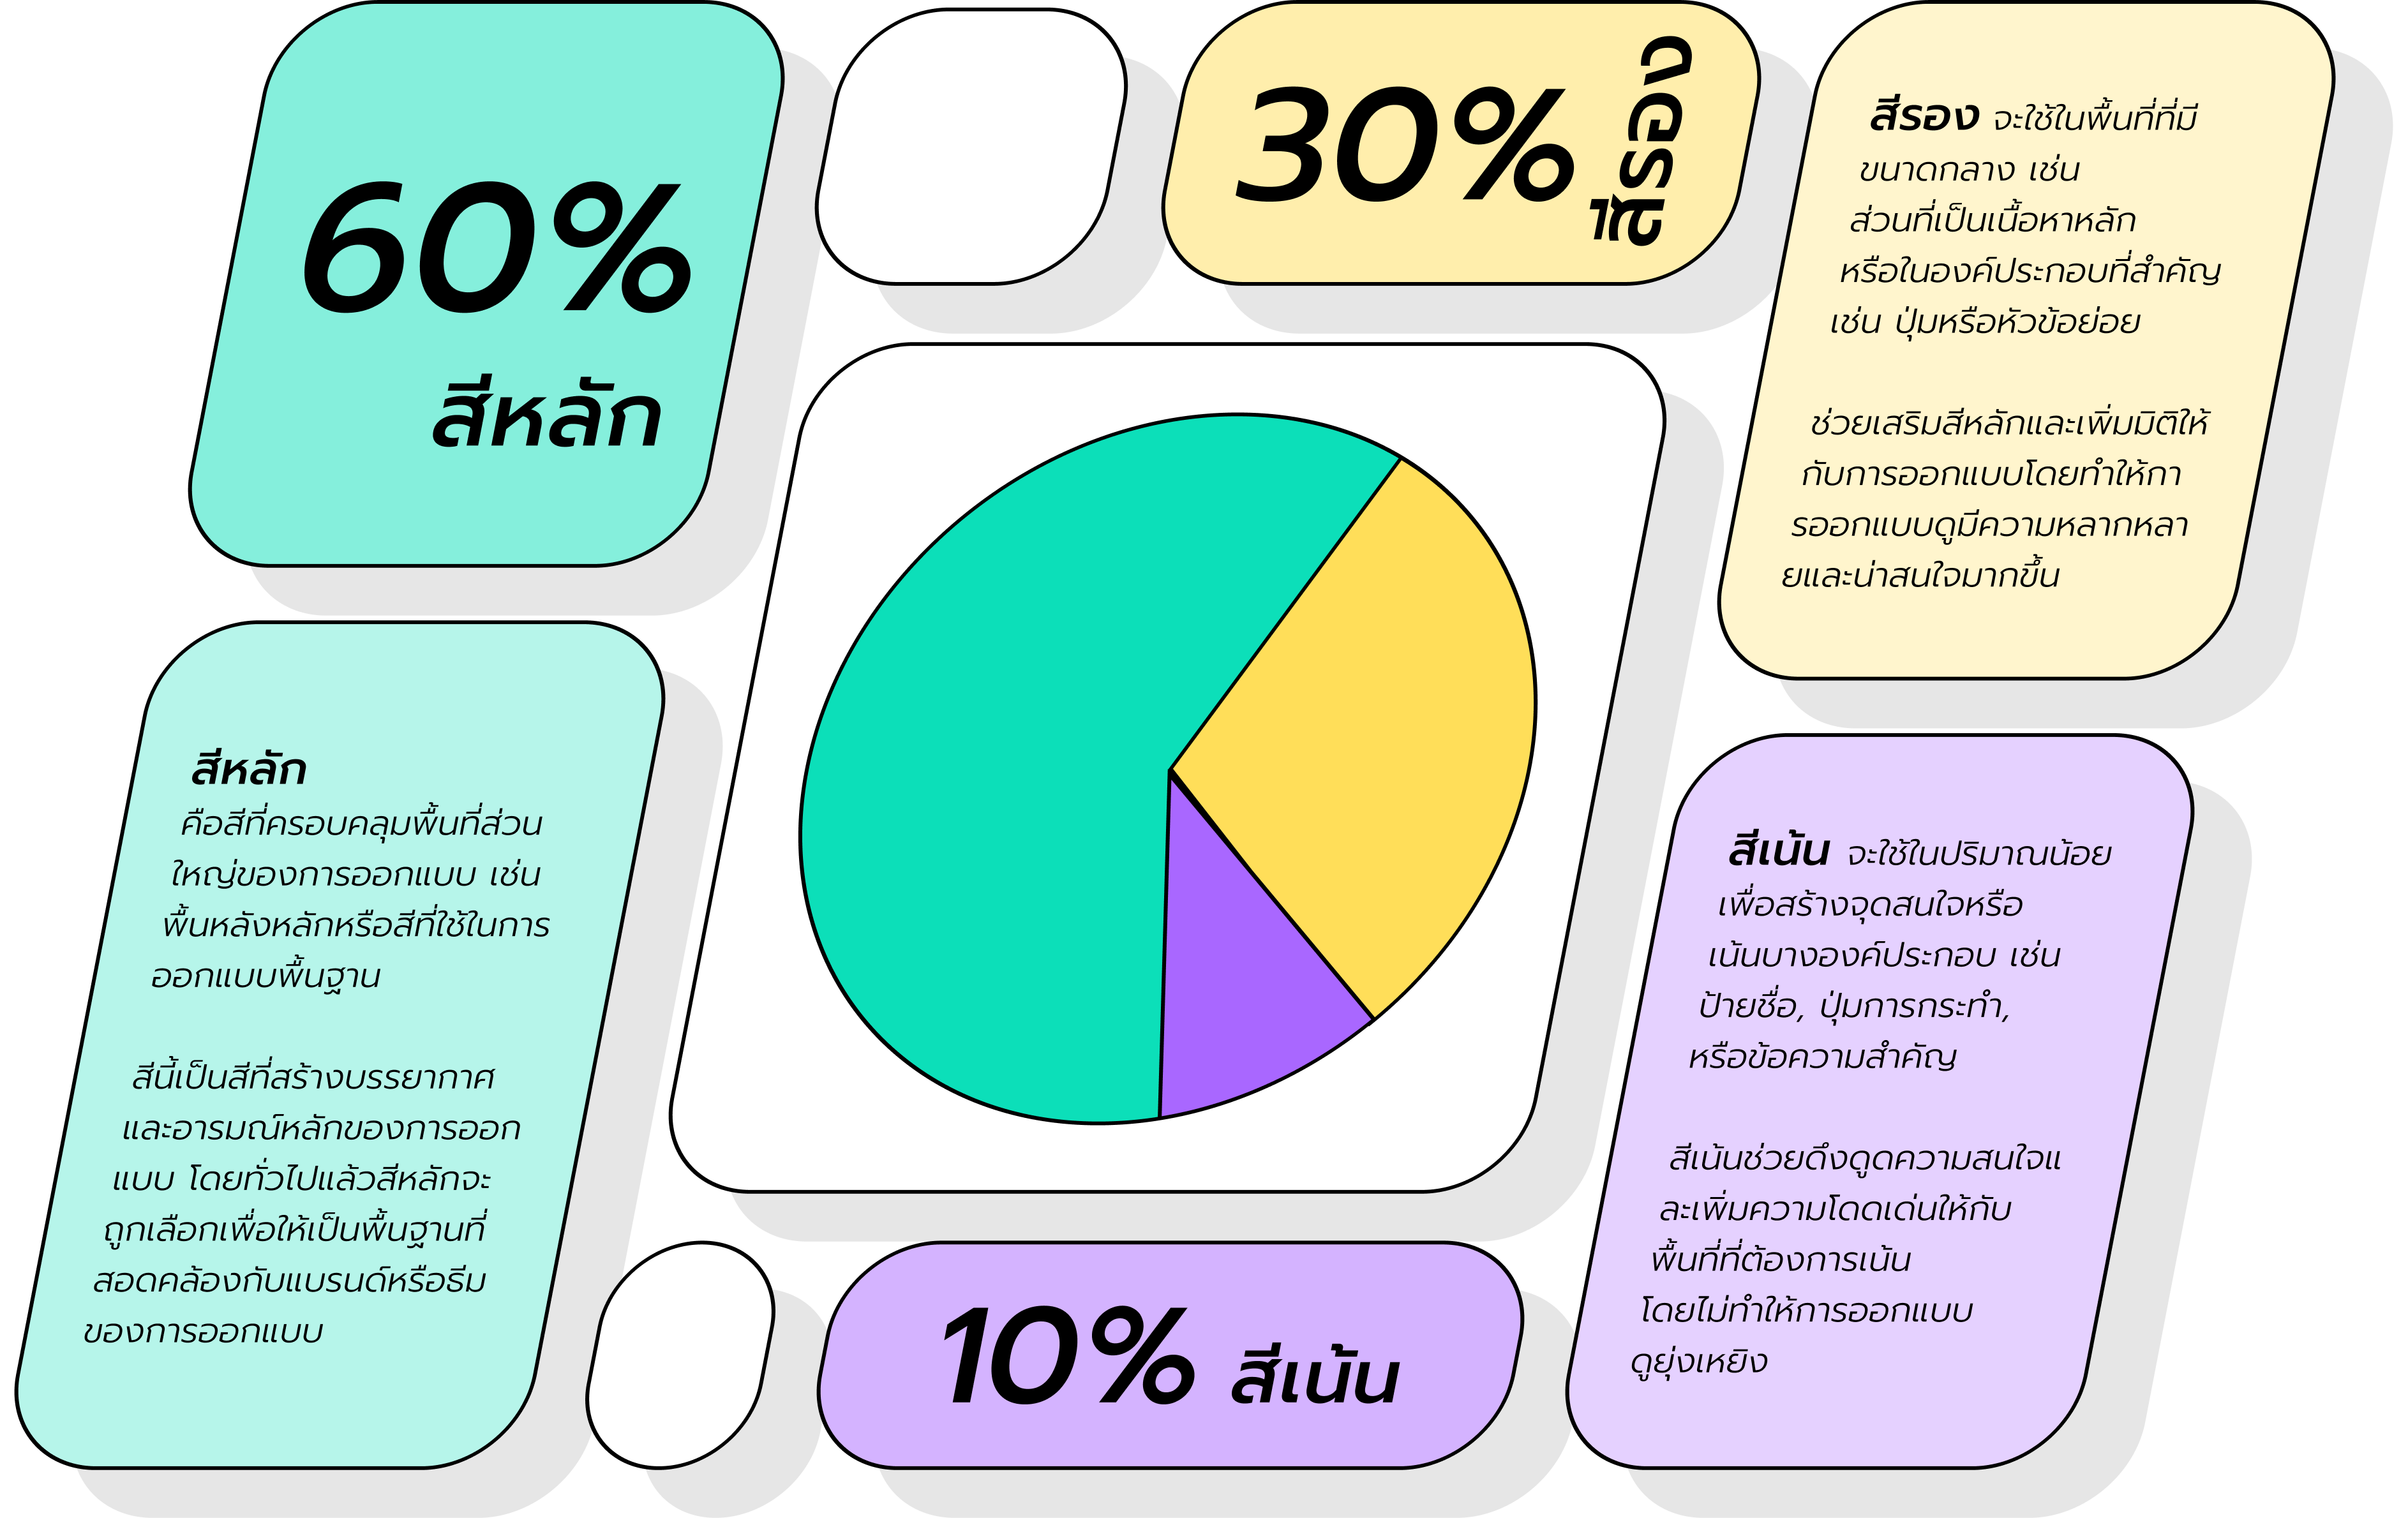 60%
สีหลัก
30%
สีรอง
สีรอง จะใช้ในพื้นที่ที่มี
ขนาดกลาง เช่น
ส่วนที่เป็นเนื้อหาหลัก
หรือในองค์ประกอบที่สำคัญ
เช่น ปุ่มหรือหัวข้อย่อย
ช่วยเสริมสีหลักและเพิ่มมิติให้
กับการออกแบบโดยทำให้กา
รออกแบบดูมีความหลากหลา
ยและน่าสนใจมากขึ้น
สีหลัก
คือสีที่ครอบคลุมพื้นที่ส่วน
ใหญ่ของการออกแบบ เช่น
พื้นหลังหลักหรือสีที่ใช้ในการ
ออกแบบพื้นฐาน
สีนี้เป็นสีที่สร้างบรรยากาศ
และอารมณ์หลักของการออก
แบบ โดยทั่วไปแล้วสีหลักจะ
ถูกเลือกเพื่อให้เป็นพื้นฐานที่
สอดคล้องกับแบรนด์หรือธีม
ของการออกแบบ
10% สีเน้น
สีเน้น จะใช้ในปริมาณน้อย
เพื่อสร้างจุดสนใจหรือ
เน้นบางองค์ประกอบ เช่น
ป้ายชื่อ, ปุ่มการกระทำ,
หรือข้อความสำคัญ
สีเน้นช่วยดึงดูดความสนใจแ
ละเพิ่มความโดดเด่นให้กับ
พื้นที่ที่ต้องการเน้น
โดยไม่ทำให้การออกแบบ
ดูยุ่งเหยิง